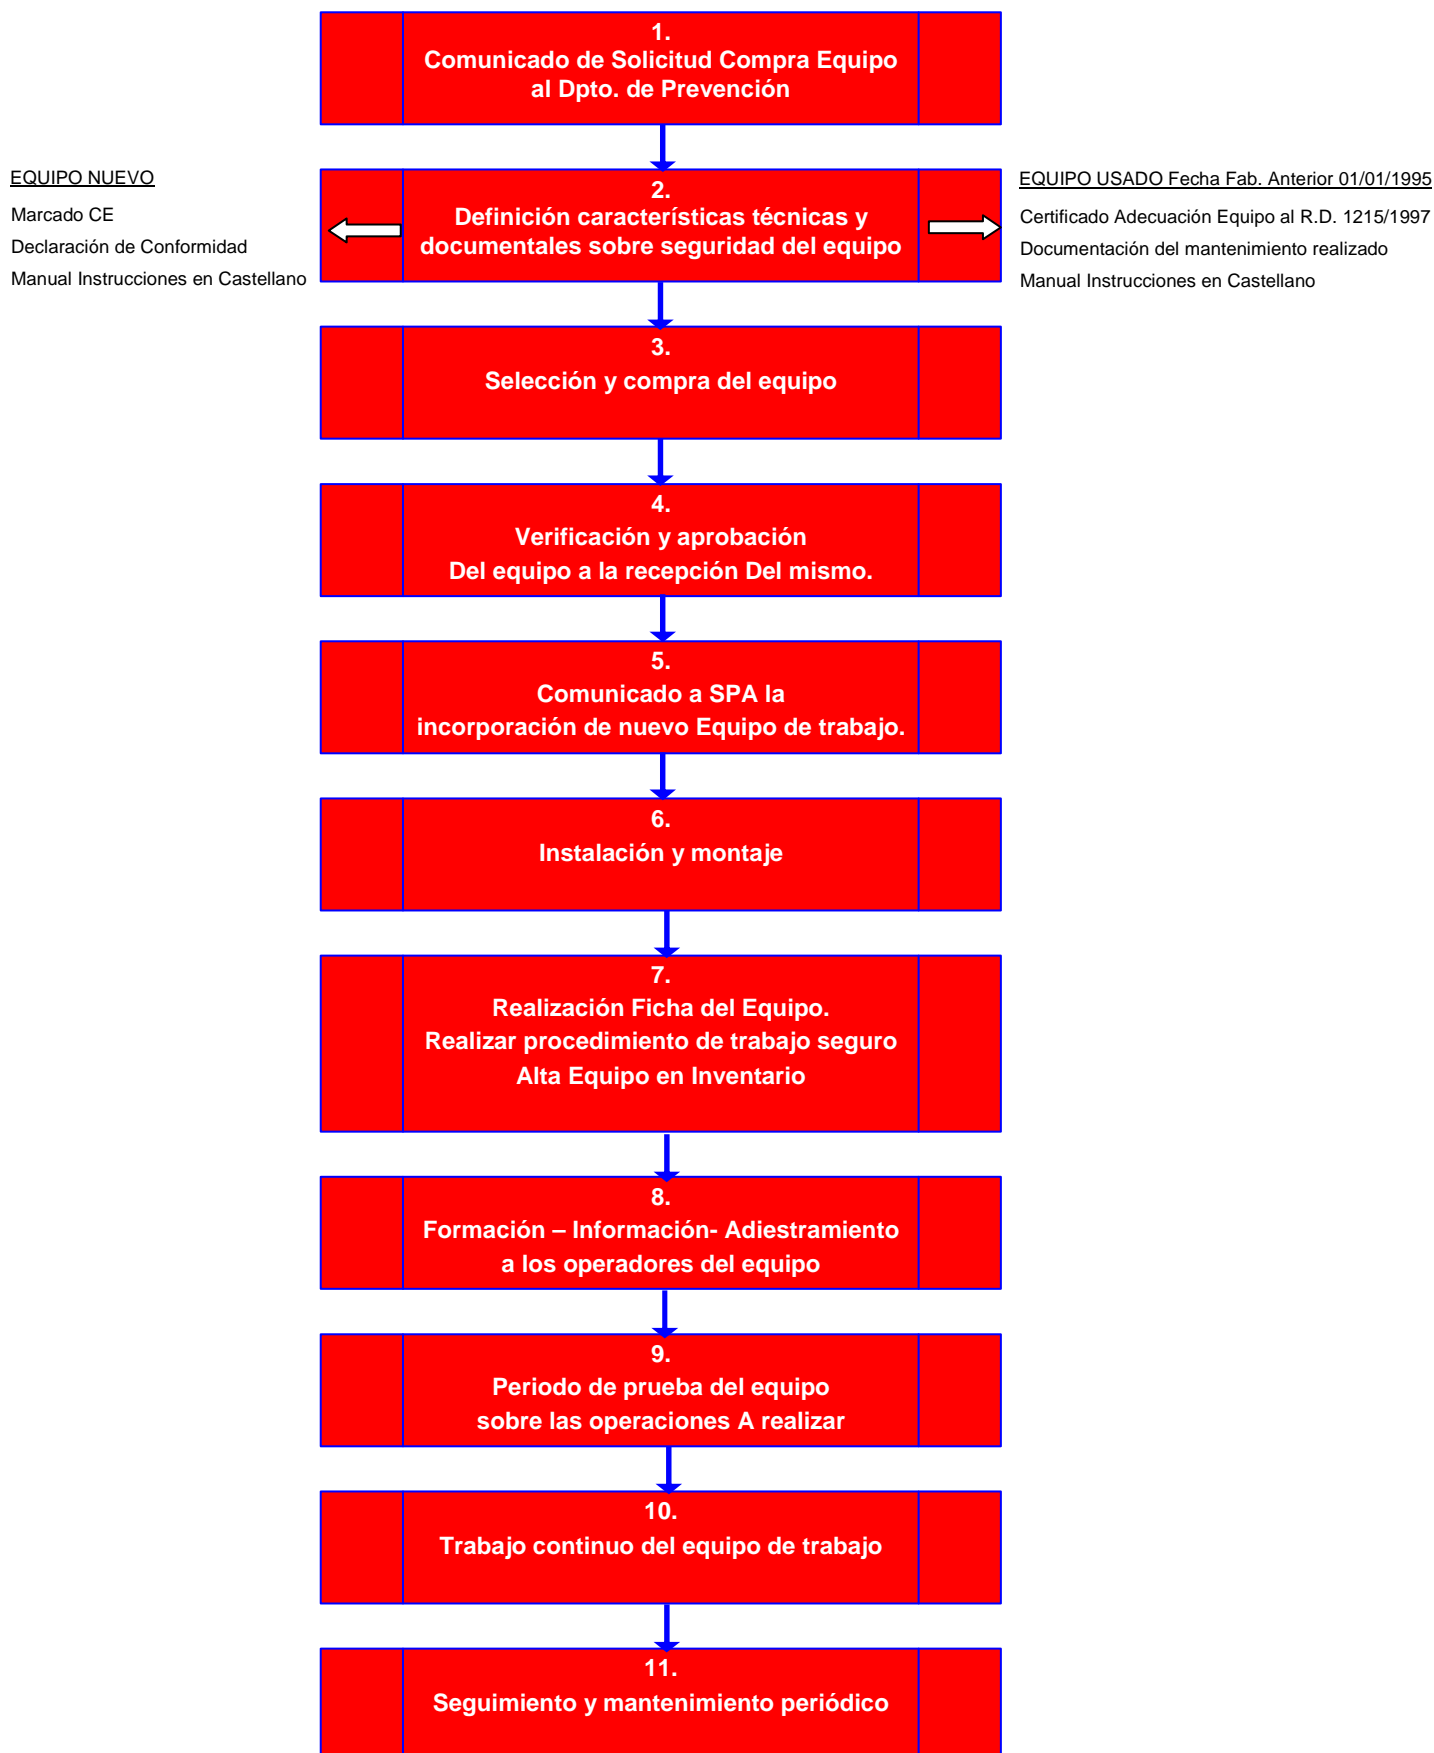 1.
Comunicado de Solicitud Compra Equipo
al Dpto. de Prevención
EQUIPO NUEVO
Marcado CE
Declaración de Conformidad
Manual Instrucciones en Castellano
2.
Definición características técnicas y
documentales sobre seguridad del equipo
EQUIPO USADO Fecha Fab. Anterior 01/01/1995
Certificado Adecuación Equipo al R.D. 1215/1997
Documentación del mantenimiento realizado
Manual Instrucciones en Castellano
3.
Selección y compra del equipo
4.
Verificación y aprobación
Del equipo a la recepción Del mismo.
5.
Comunicado a SPA la
incorporación de nuevo Equipo de trabajo.
6.
Instalación y montaje
7.
Realización Ficha del Equipo.
Realizar procedimiento de trabajo seguro
Alta Equipo en Inventario
8.
Formación – Información- Adiestramiento
a los operadores del equipo
9.
Periodo de prueba del equipo
sobre las operaciones A realizar
10.
Trabajo continuo del equipo de trabajo
11.
Seguimiento y mantenimiento periódico